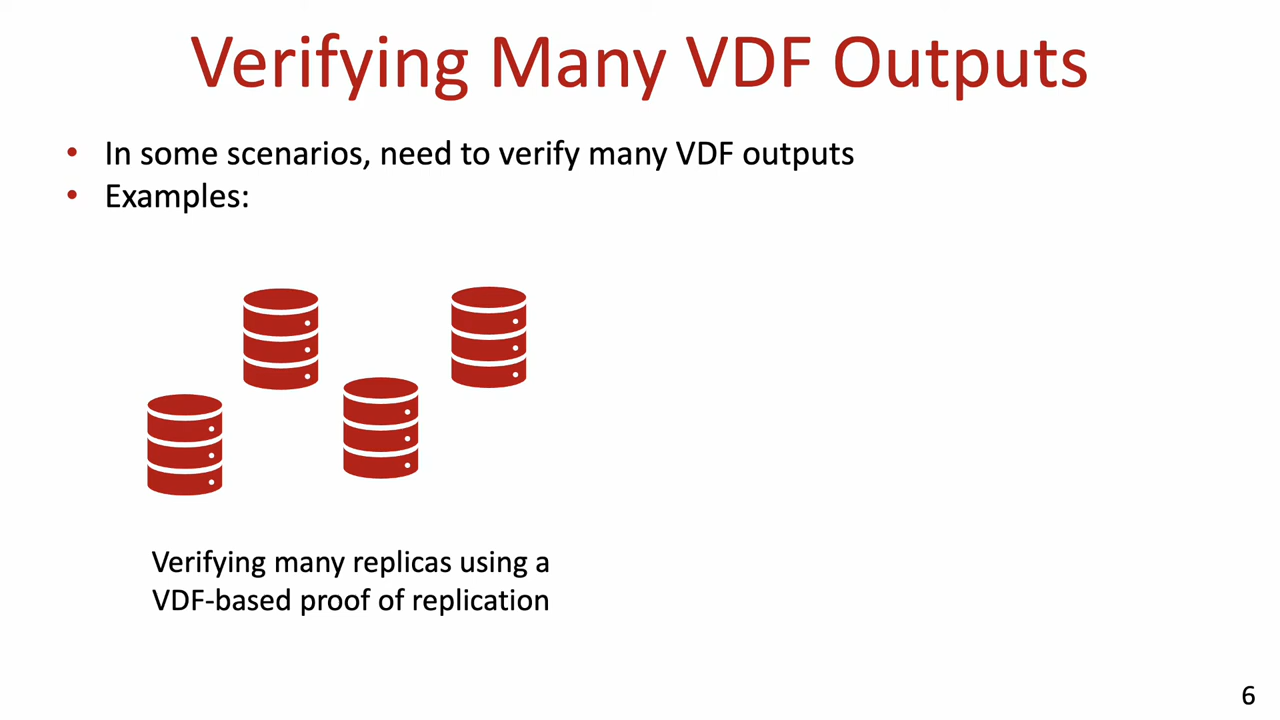 Verifying Many VDF Outputs
• In some scenarios, need to verify many VDF outputs
• Examples:
Verifying many replicas using a
VDF-based proof of replication
6